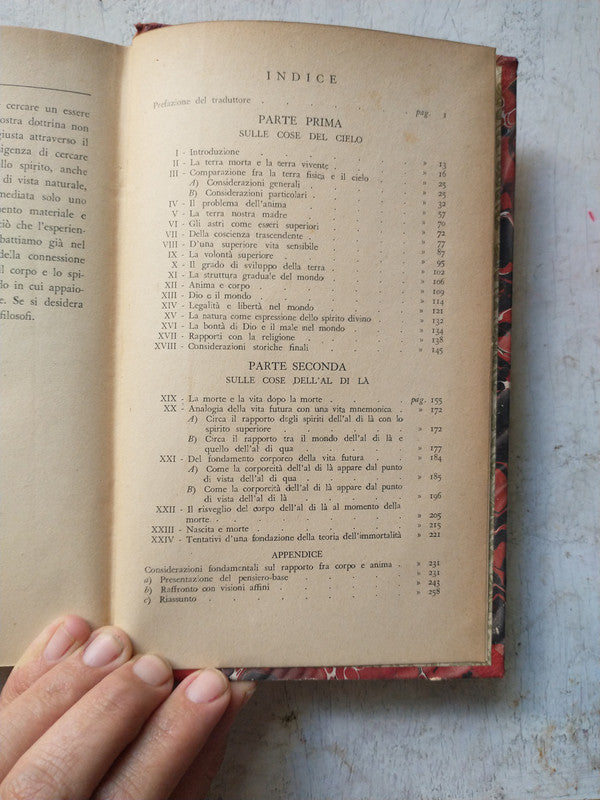 cercare un essere
nostra dottrina non
giusta attraverso il
esigenza di cercare
llo spirito, anche
di vista naturale,
mediata solo uno
ento materiale e
ciò che l'esperien-
battiamo già nel
della connessione
il corpo e lo spi-
lo in cui appaio-
e. Se si desidera
filosofi.
INDICE
Prefazione del traduttore . . . . . . pag. 1
PARTE PRIMA
SULLE COSE DEL CIELO
I - Introduzione . . . . . . » 13
II - La terra morta e la terra vivente . . . » 16
III - Comparazione fra la terra fisica e il cielo . . » 25
A) Considerazioni generali . . . . » 25
B) Considerazioni particolari . . . . » 32
IV - Il problema dell'anima . . . . . » 57
V - La terra nostra madre . . . . . » 70
VI - Gli astri come esseri superiori . . . . » 72
VII - Della coscienza trascendente . . . . » 77
VIII - D'una superiore vita sensibile . . . . » 87
IX - La volontà superiore . . . . . » 95
X - Il grado di sviluppo della terra . . . . » 102
XI - La struttura graduale del mondo . . . » 106
XII - Anima e corpo . . . . . . » 109
XIII - Dio e il mondo . . . . . . » 114
XIV - Legalità e libertà nel mondo . . . . » 121
XV - La natura come espressione dello spirito divino . » 132
XVI - La bontà di Dio e il male nel mondo . . . » 134
XVII - Rapporti con la religione . . . . » 138
XVIII - Considerazioni storiche finali . . . . » 145
PARTE SECONDA
SULLE COSE DELL'AL DI LÀ
XIX - La morte e la vita dopo la morte . . . pag. 155
XX - Analogia della vita futura con una vita mnemonica . » 172
A) Circa il rapporto degli spiriti dell'al di là con lo
spirito superiore . . . . . » 172
B) Circa il rapporto tra il mondo dell'al di là e
quello dell'al di qua . . . . . » 177
XXI - Del fondamento corporeo della vita futura . . » 184
A) Come la corporeità dell'al di là appare dal punto
di vista dell'al di qua . . . . . » 185
B) Come la corporeità dell'al di là appare dal punto
di vista dell'al di là . . . . . » 196
XXII - Il risveglio del corpo dell'al di là al momento della
morte . . . . . . . » 205
XXIII - Nascita e morte . . . . . . » 215
XXIV - Tentativi d'una fondazione della teoria dell'immortalità » 221
APPENDICE
Considerazioni fondamentali sul rapporto fra corpo e anima . » 231
a) Presentazione del pensiero-base . . . . » 231
b) Raffronto con visioni affini . . . . . » 243
c) Riassunto . . . . . . . » 258